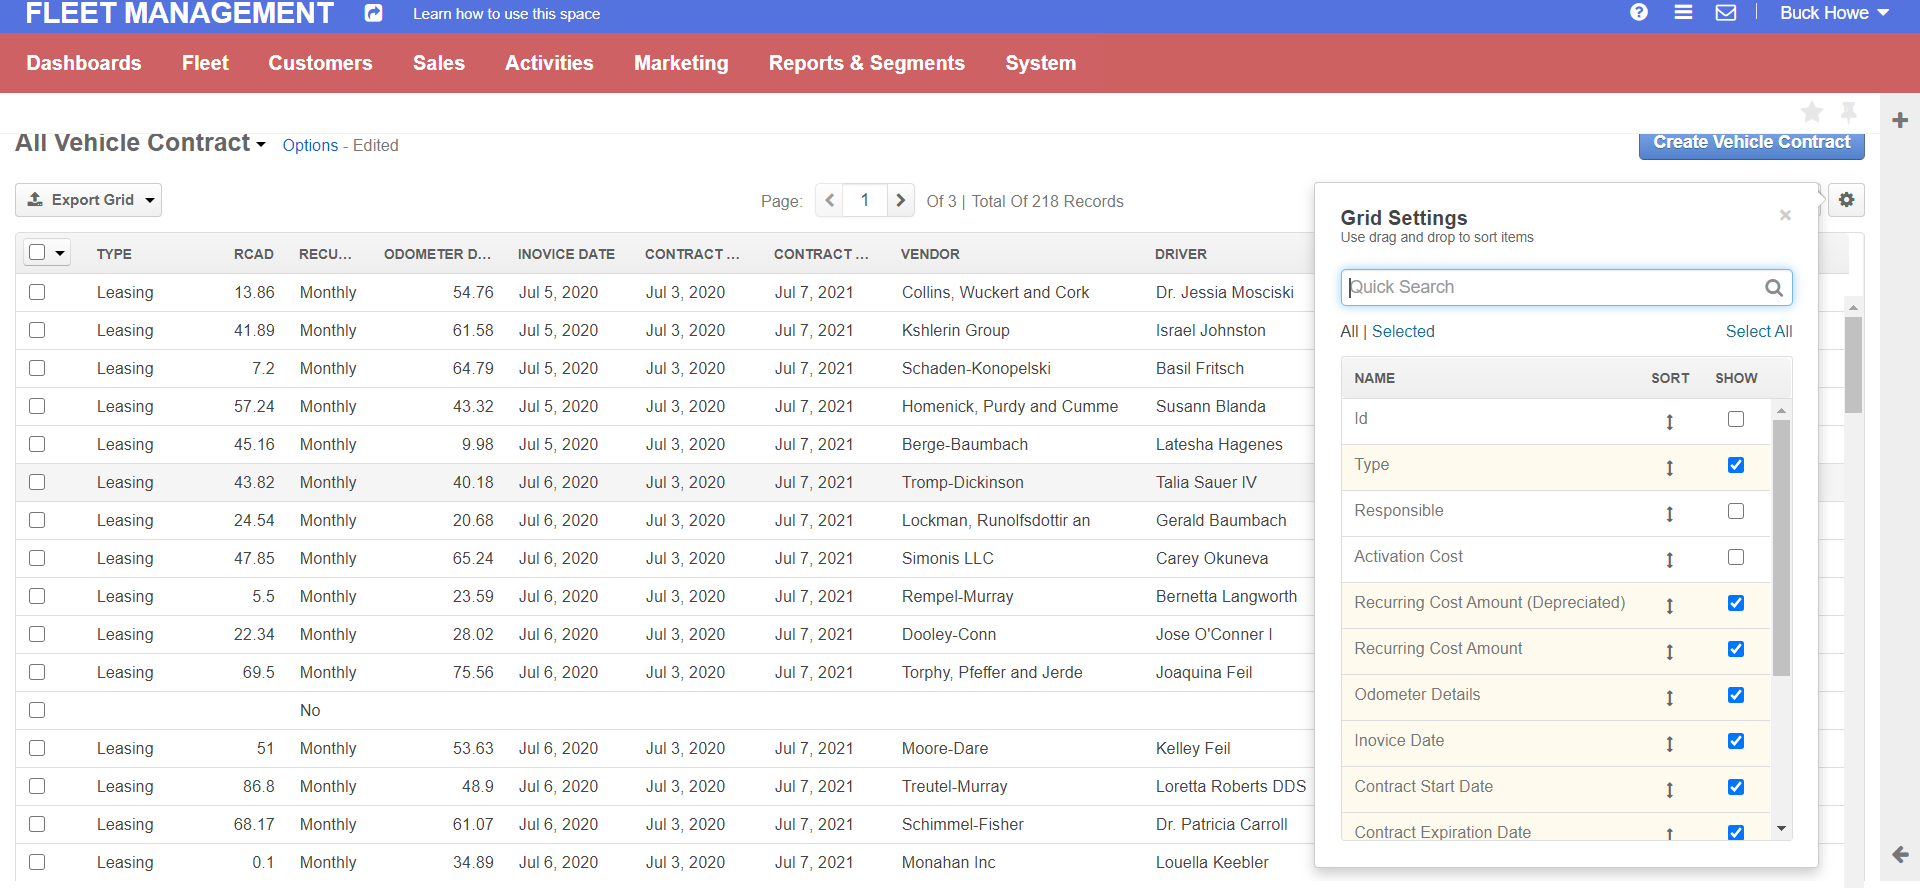 FLEET MANAGEMENT Learn how to use this space Buck Howe
Dashboards Fleet Customers Sales Activities Marketing Reports & Segments System
All Vehicle Contract Options - Edited Create Vehicle Contract
Export Grid Page: 1 Of 3 | Total Of 218 Records
TYPE RCAD RECU... ODOMETER D... INOVICE DATE CONTRACT ... CONTRACT ... VENDOR DRIVER
Leasing 13.86 Monthly 54.76 Jul 5, 2020 Jul 3, 2020 Jul 7, 2021 Collins, Wuckert and Cork Dr. Jessia Mosciski
Leasing 41.89 Monthly 61.58 Jul 5, 2020 Jul 3, 2020 Jul 7, 2021 Kshlerin Group Israel Johnston
Leasing 7.2 Monthly 64.79 Jul 5, 2020 Jul 3, 2020 Jul 7, 2021 Schaden-Konopelski Basil Fritsch
Leasing 57.24 Monthly 43.32 Jul 5, 2020 Jul 3, 2020 Jul 7, 2021 Homenick, Purdy and Cumme Susann Blanda
Leasing 45.16 Monthly 9.98 Jul 5, 2020 Jul 3, 2020 Jul 7, 2021 Berge-Baumbach Latesha Hagenes
Leasing 43.82 Monthly 40.18 Jul 6, 2020 Jul 3, 2020 Jul 7, 2021 Tromp-Dickinson Talia Sauer IV
Leasing 24.54 Monthly 20.68 Jul 6, 2020 Jul 3, 2020 Jul 7, 2021 Lockman, Runolfsdottir an Gerald Baumbach
Leasing 47.85 Monthly 65.24 Jul 6, 2020 Jul 3, 2020 Jul 7, 2021 Simonis LLC Carey Okuneva
Leasing 5.5 Monthly 23.59 Jul 6, 2020 Jul 3, 2020 Jul 7, 2021 Rempel-Murray Bernetta Langworth
Leasing 22.34 Monthly 28.02 Jul 6, 2020 Jul 3, 2020 Jul 7, 2021 Dooley-Conn Jose O'Conner I
Leasing 69.5 Monthly 75.56 Jul 6, 2020 Jul 3, 2020 Jul 7, 2021 Torphy, Pfeffer and Jerde Joaquina Feil
No
Leasing 51 Monthly 53.63 Jul 6, 2020 Jul 3, 2020 Jul 7, 2021 Moore-Dare Kelley Feil
Leasing 86.8 Monthly 48.9 Jul 6, 2020 Jul 3, 2020 Jul 7, 2021 Treutel-Murray Loretta Roberts DDS
Leasing 68.17 Monthly 61.07 Jul 6, 2020 Jul 3, 2020 Jul 7, 2021 Schimmel-Fisher Dr. Patricia Carroll
Leasing 0.1 Monthly 34.89 Jul 6, 2020 Jul 3, 2020 Jul 7, 2021 Monahan Inc Louella Keebler
Grid Settings
Use drag and drop to sort items
Quick Search
All | Selected Select All
NAME SORT SHOW
Id
Type
Responsible
Activation Cost
Recurring Cost Amount (Depreciated)
Recurring Cost Amount
Odometer Details
Inovice Date
Contract Start Date
Contract Expiration Date